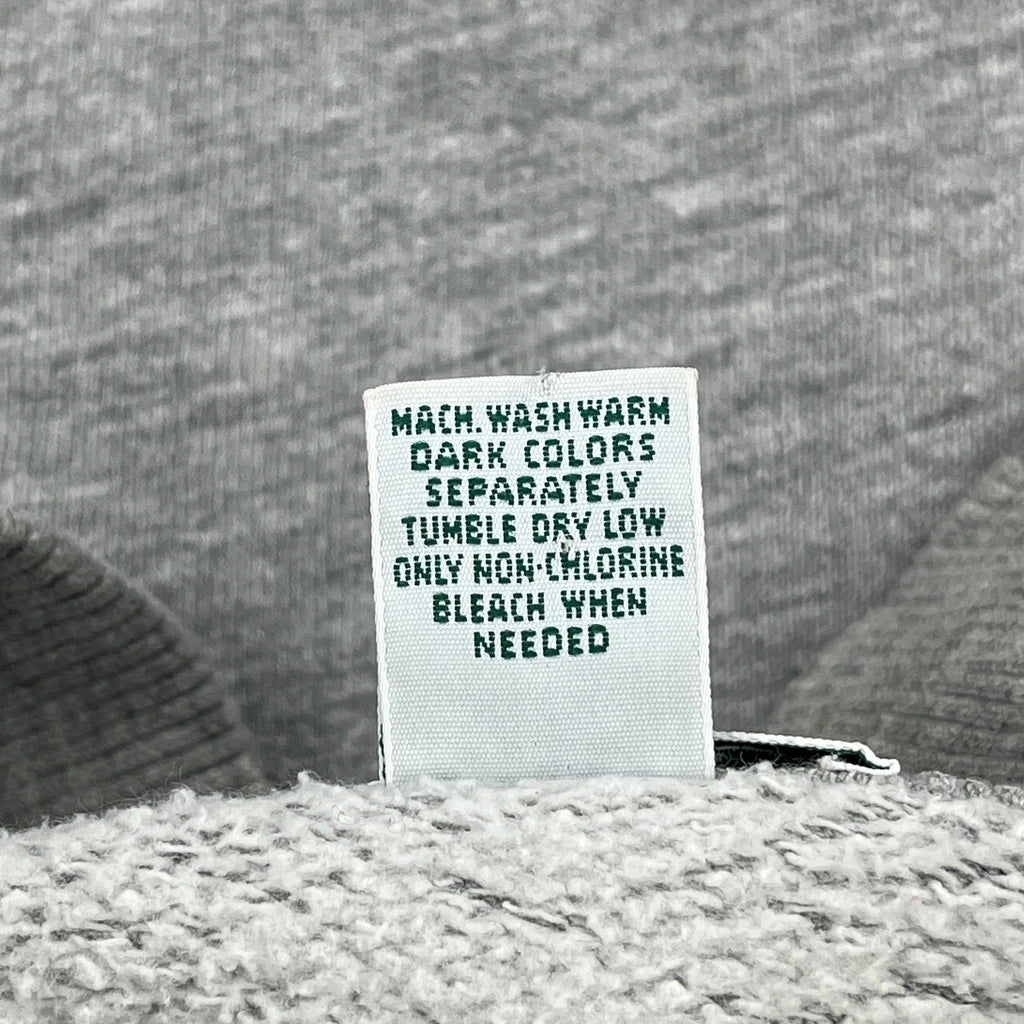 MACH. WASH WARM
DARK COLORS
SEPARATELY
TUMBLE DRY LOW
ONLY NON-CHLORINE
BLEACH WHEN
NEEDED